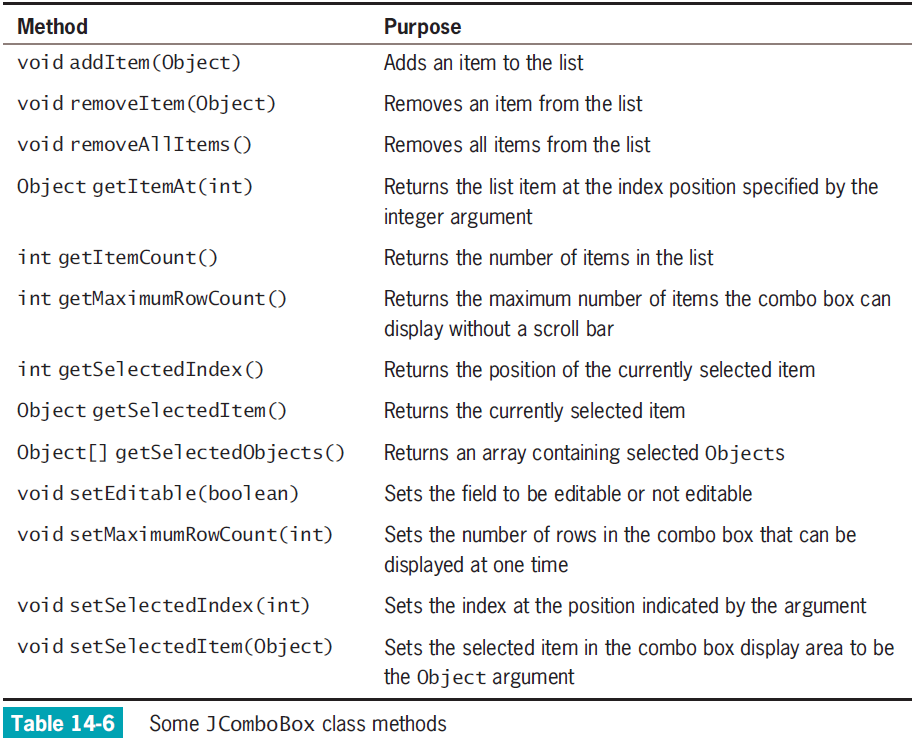 Method Purpose
void addItem(Object) Adds an item to the list
void removeItem(Object) Removes an item from the list
void removeAllItems() Removes all items from the list
Object getItemAt(int) Returns the list item at the index position specified by the
integer argument
int getItemCount() Returns the number of items in the list
int getMaximumRowCount() Returns the maximum number of items the combo box can
display without a scroll bar
int getSelectedIndex() Returns the position of the currently selected item
Object getSelectedItem() Returns the currently selected item
Object[] getSelectedObjects() Returns an array containing selected Objects
void setEditable(boolean) Sets the field to be editable or not editable
void setMaximumRowCount(int) Sets the number of rows in the combo box that can be
displayed at one time
void setSelectedIndex(int) Sets the index at the position indicated by the argument
void setSelectedItem(Object) Sets the selected item in the combo box display area to be
the Object argument
Table 14-6 Some JComboBox class methods